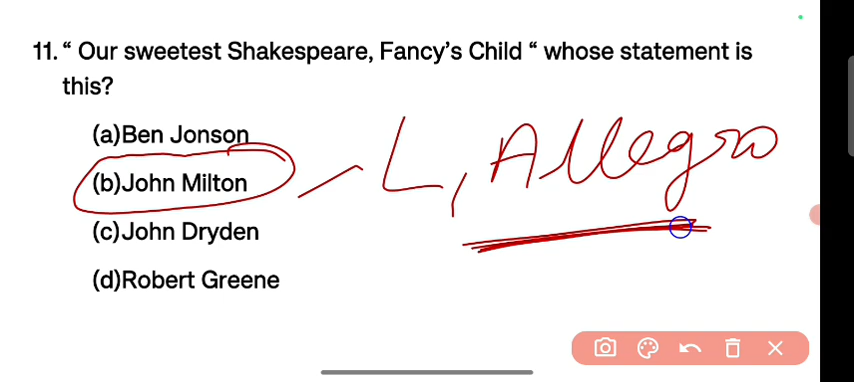 11. “ Our sweetest Shakespeare, Fancy’s Child “ whose statement is
this?
(a)Ben Jonson
(b)John Milton
L, Allegro
(c)John Dryden
(d)Robert Greene